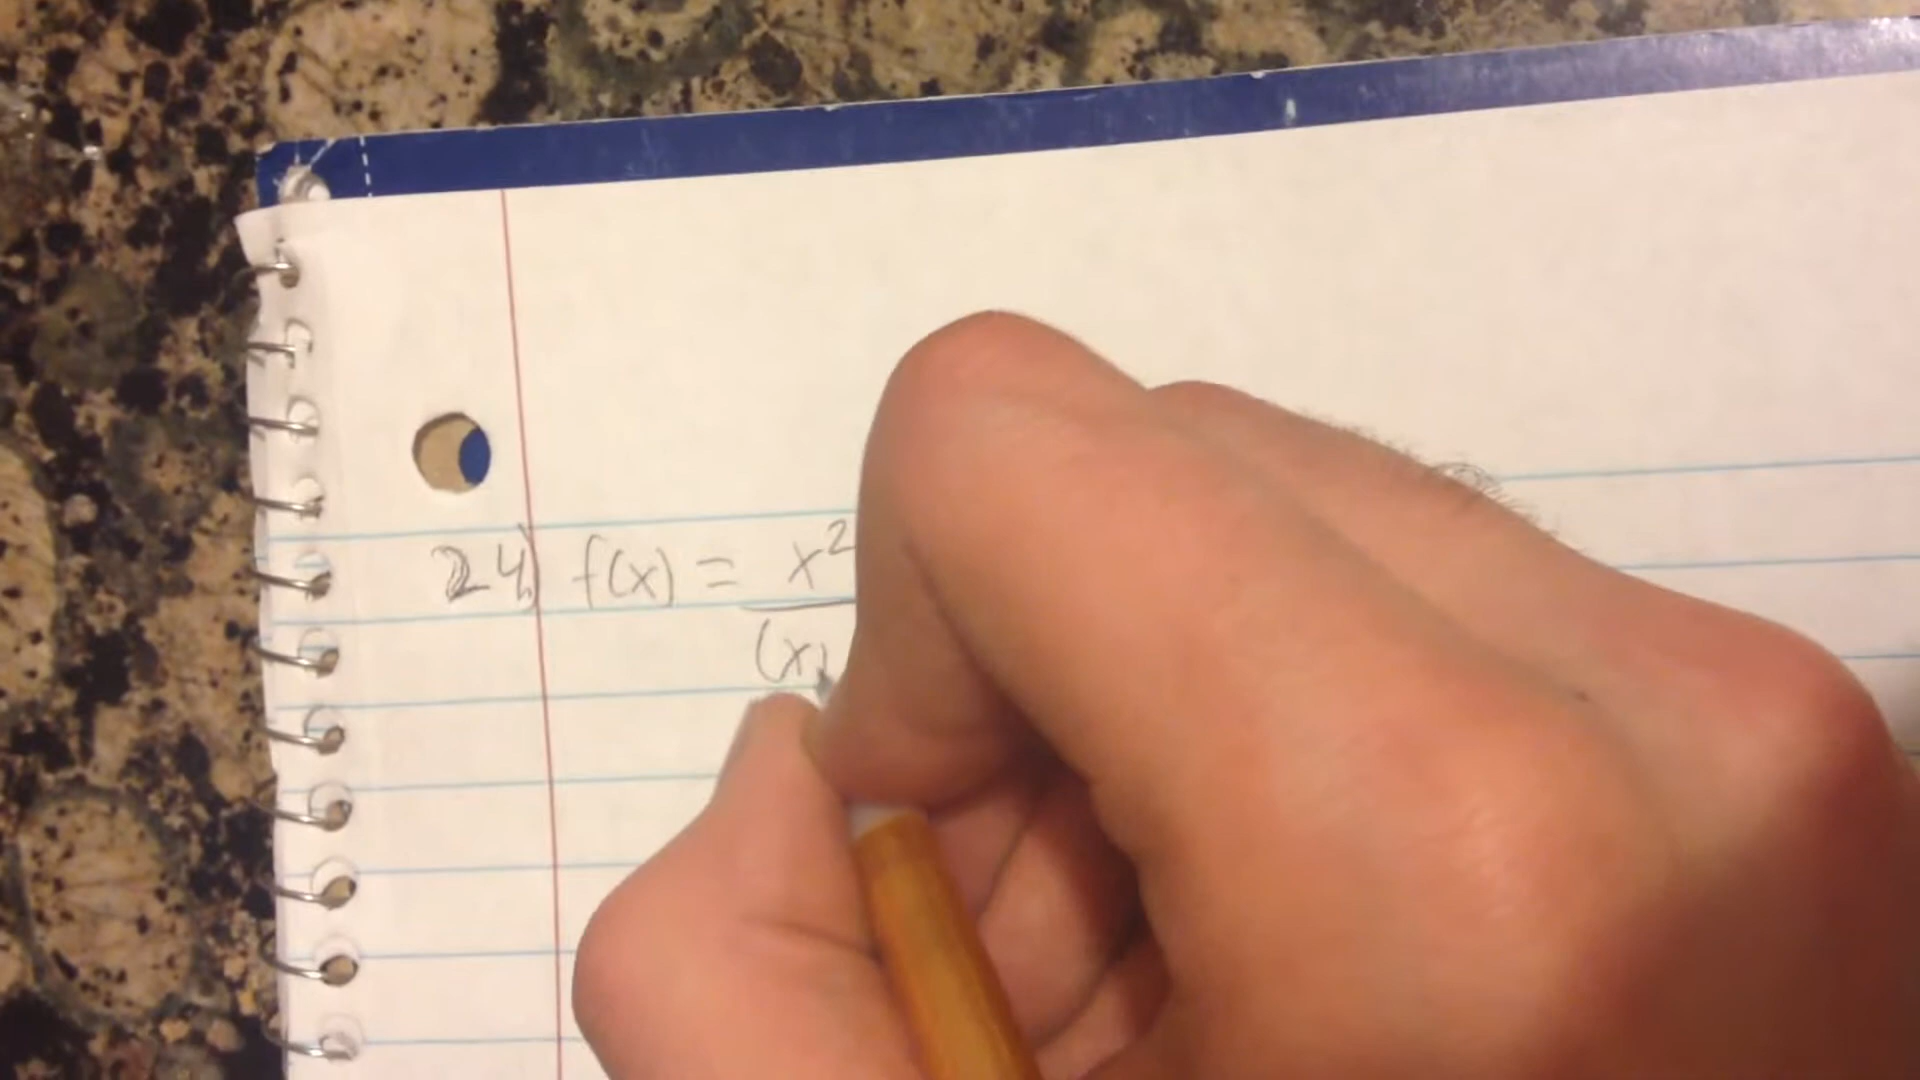 24) f(x) = x²
(x